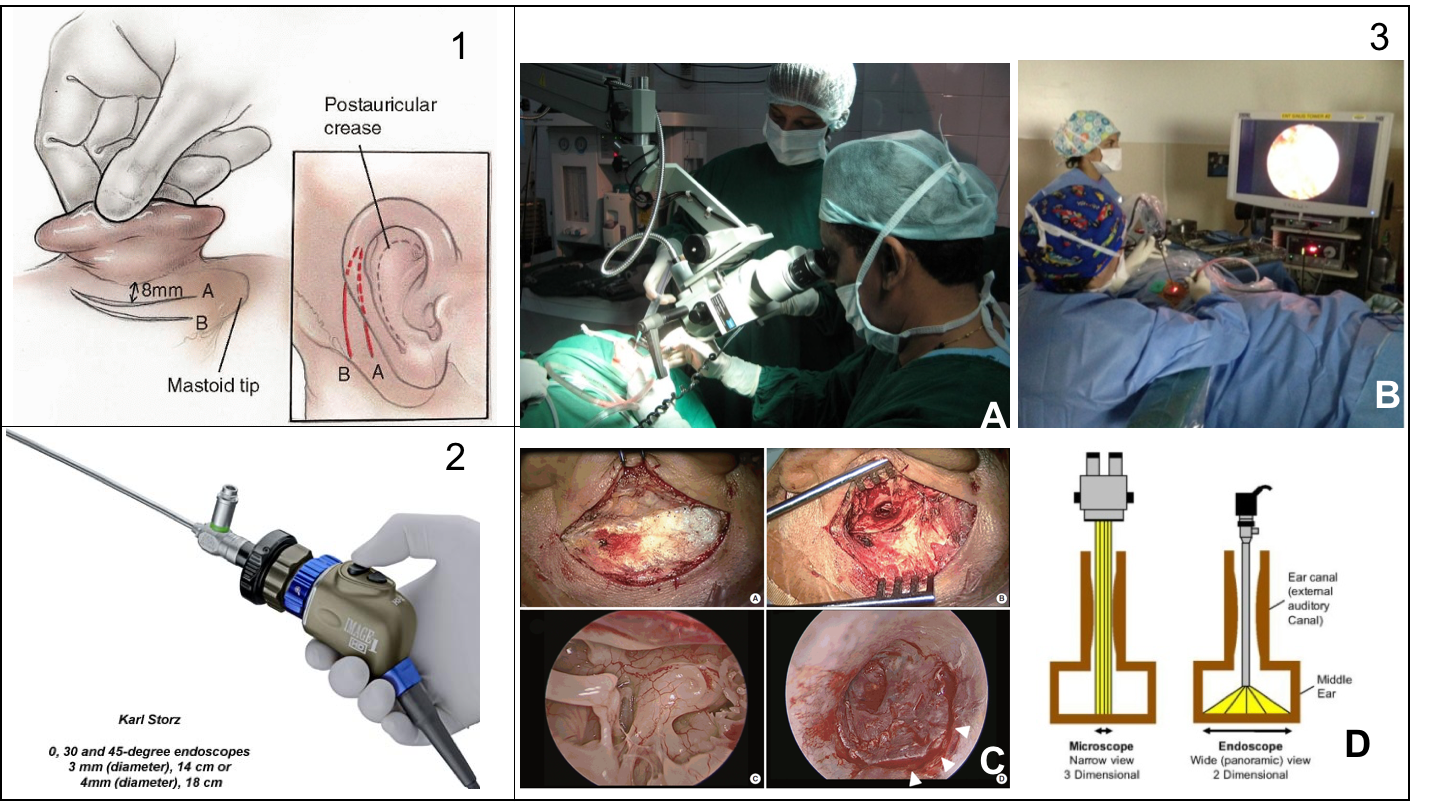 1
Postauricular
crease
8mm A
B
Mastoid tip
B A
2
IMAGE1
HD
Karl Storz
0, 30 and 45-degree endoscopes
3 mm (diameter), 14 cm or
4mm (diameter), 18 cm
3
A
B
A
B
C
D
C
Ear canal
(external
auditory
Canal)
Middle
Ear
Microscope
Narrow view
3 Dimensional
Endoscope
Wide (panoramic) view
2 Dimensional
D